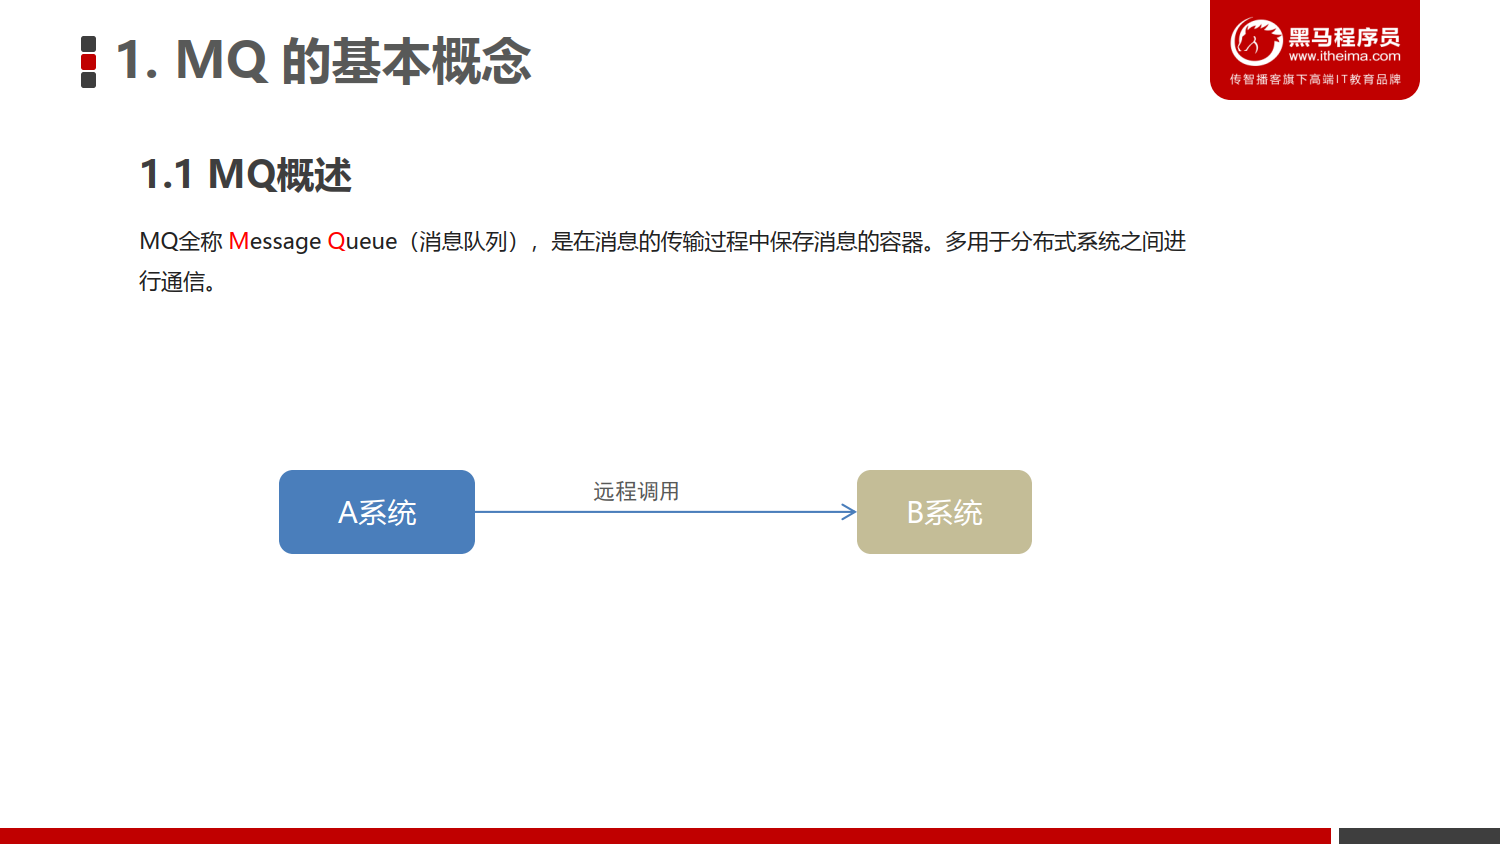 1. MQ 的基本概念
黑马程序员
www.itheima.com
传智播客旗下高端IT教育品牌
1.1 MQ概述
MQ全称 Message Queue（消息队列），是在消息的传输过程中保存消息的容器。多用于分布式系统之间进
行通信。
A系统
远程调用
B系统